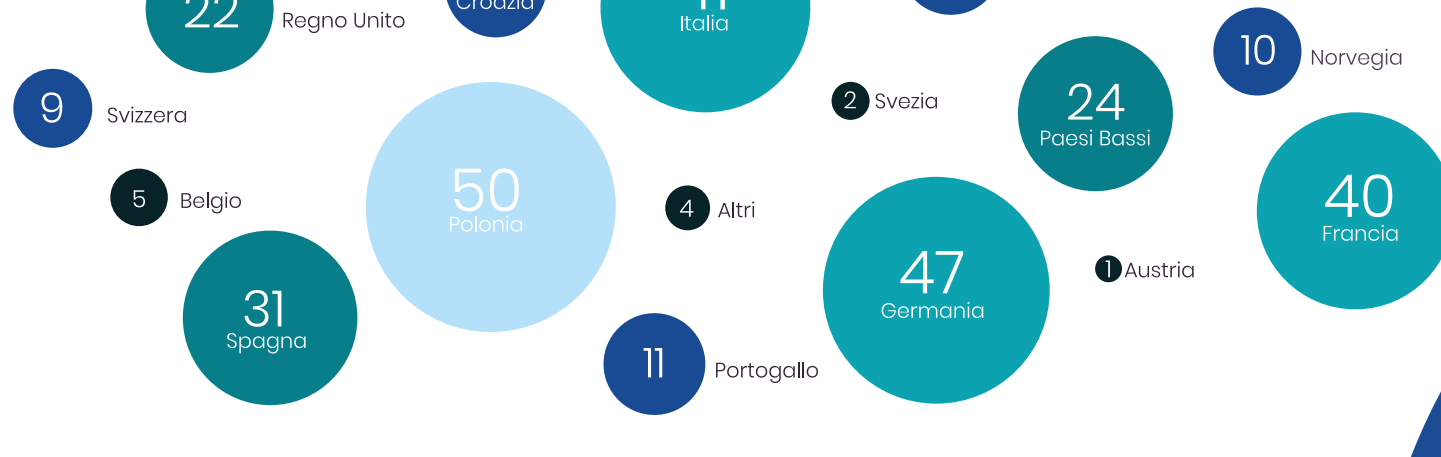 22
Regno Unito
Croazia
Italia
10
Norvegia
9
Svizzera
2
Svezia
24
Paesi Bassi
5
Belgio
50
Polonia
4
Altri
40
Francia
47
Germania
1
Austria
31
Spagna
11
Portogallo